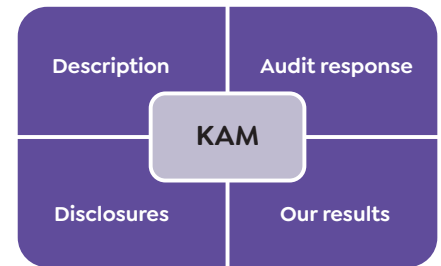 Description
Audit response
KAM
Disclosures
Our results